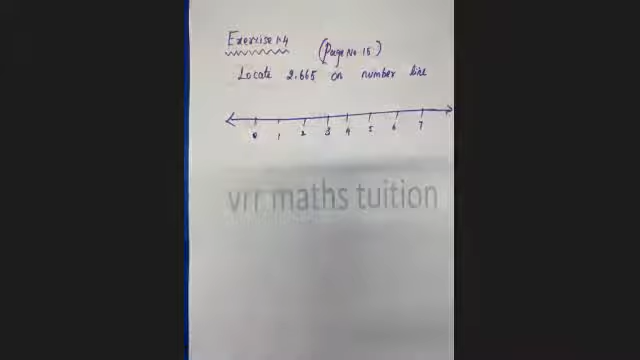 Exercise 1.4
(Page No 15)
Locate 2.665 on number line
0 1 2 3 4 5 6 7
vrr maths tuition